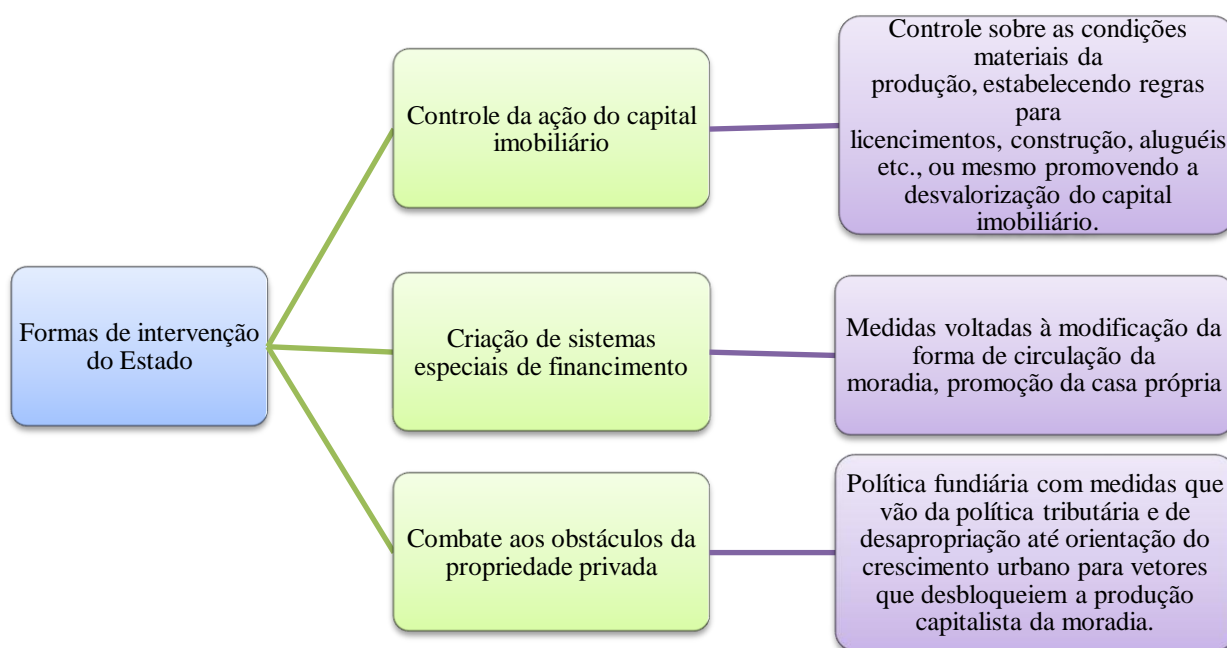 Formas de intervenção
do Estado
Controle da ação do capital
imobiliário
Controle sobre as condições
materiais da
produção, estabelecendo regras
para
licencimentos, construção, aluguéis
etc., ou mesmo promovendo a
desvalorização do capital
imobiliário.
Criação de sistemas
especiais de financimento
Medidas voltadas à modificação da
forma de circulação da
moradia, promoção da casa própria
Combate aos obstáculos da
propriedade privada
Política fundiária com medidas que
vão da política tributária e de
desapropriação até orientação do
crescimento urbano para vetores
que desbloqueiem a produção
capitalista da moradia.